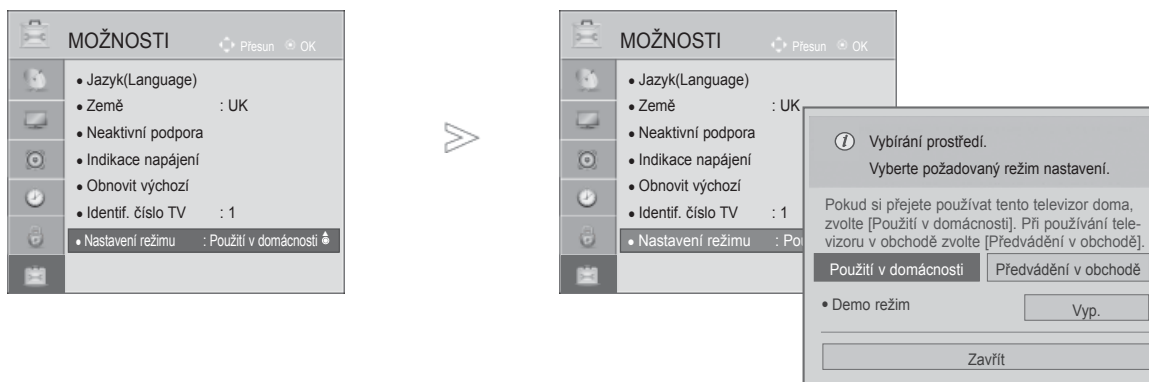 MOŽNOSTI
Přesun OK
• Jazyk(Language)
• Země : UK
• Neaktivní podpora
• Indikace napájení
• Obnovit výchozí
• Identif. číslo TV : 1
• Nastavení režimu : Použití v domácnosti
MOŽNOSTI
Přesun OK
• Jazyk(Language)
• Země : UK
• Neaktivní podpora
• Indikace napájení
• Obnovit výchozí
• Identif. číslo TV : 1
• Nastavení režimu : Po
Vybírání prostředí.
Vyberte požadovaný režim nastavení.
Pokud si přejete používat tento televizor doma,
zvolte [Použití v domácnosti]. Při používání tele-
vizoru v obchodě zvolte [Předvádění v obchodě].
Použití v domácnosti Předvádění v obchodě
• Demo režim Vyp.
Zavřít